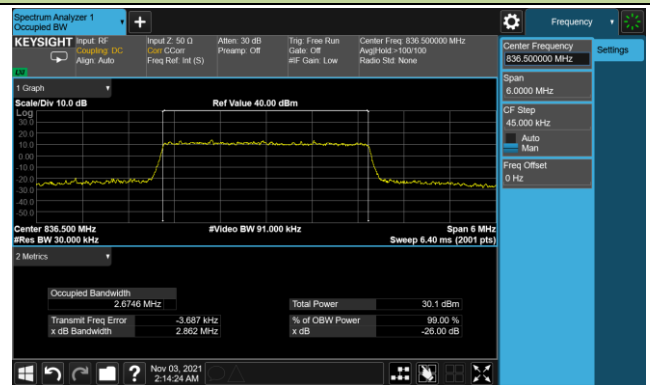 Spectrum Analyzer 1
Occupied BW
Frequency
KEYSIGHT
Input: RF
Coupling: DC
Align: Auto
Input Z: 50 Ω
Corr CCorr
Freq Ref: Int (S)
Atten: 30 dB
Preamp: Off
Trig: Free Run
Gate: Off
#IF Gain: Low
Center Freq: 836.500000 MHz
Avg|Hold:>100/100
Radio Std: None
Center Frequency
836.500000 MHz
Settings
Span
6.0000 MHz
CF Step
45.000 kHz
Auto
Man
Freq Offset
0 Hz
1 Graph
Scale/Div 10.0 dB
Ref Value 40.00 dBm
Log
30.0
20.0
10.0
0.00
-10.0
-20.0
-30.0
-40.0
-50.0
Center 836.500 MHz
#Video BW 91.000 kHz
Span 6 MHz
#Res BW 30.000 kHz
Sweep 6.40 ms (2001 pts)
2 Metrics
Occupied Bandwidth
2.6746 MHz
Total Power
30.1 dBm
Transmit Freq Error
-3.687 kHz
% of OBW Power
99.00 %
x dB Bandwidth
2.862 MHz
x dB
-26.00 dB
Nov 03, 2021
2:14:24 AM